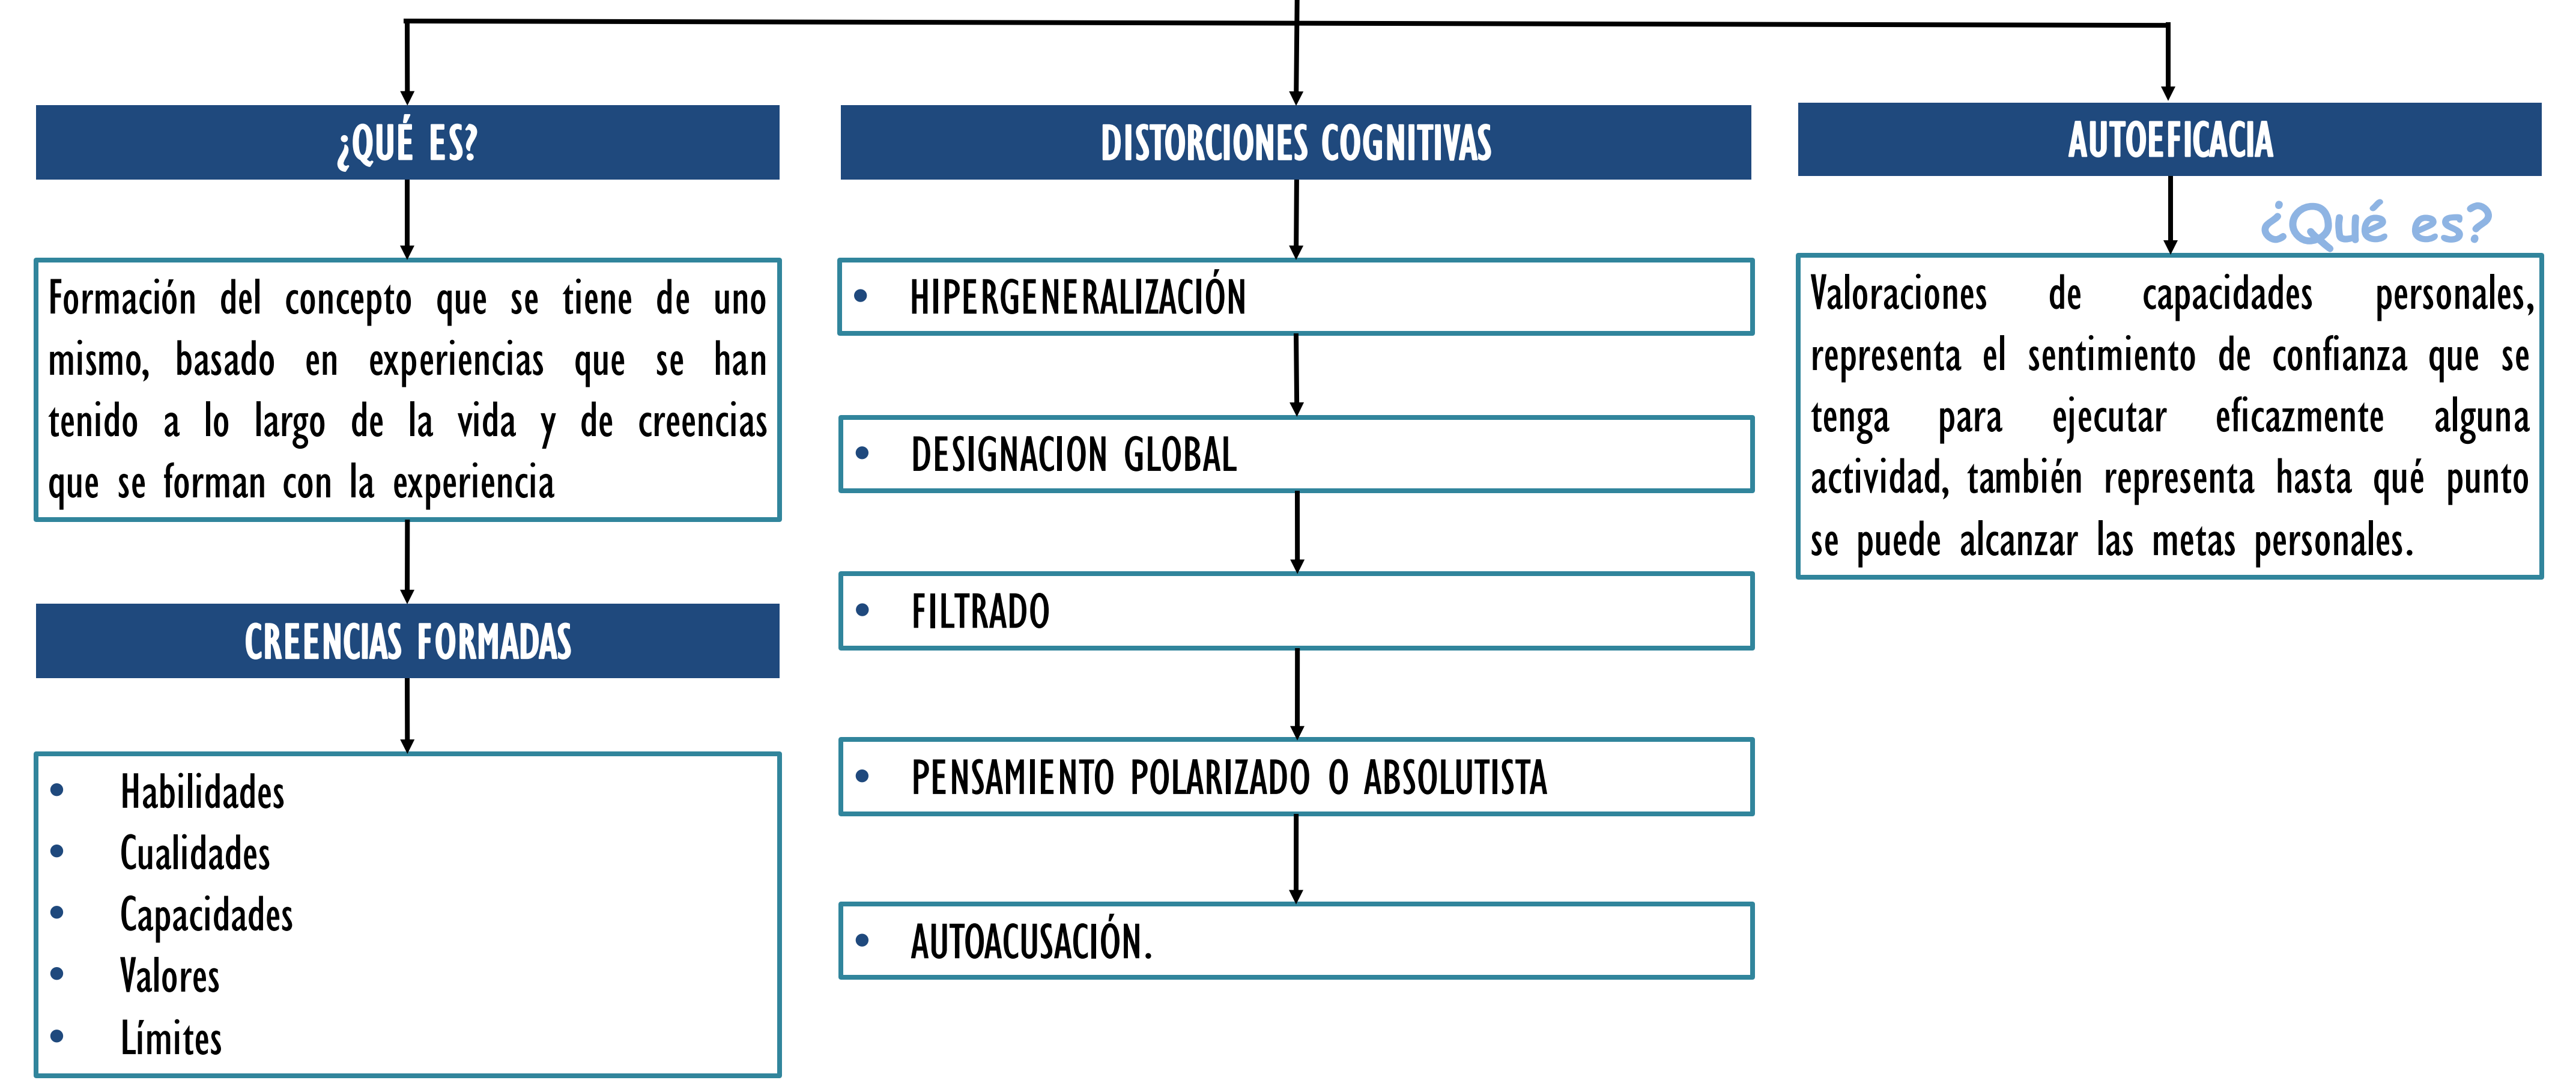 ¿QUÉ ES?
Formación del concepto que se tiene de uno
mismo, basado en experiencias que se han
tenido a lo largo de la vida y de creencias
que se forman con la experiencia
CREENCIAS FORMADAS
• Habilidades
• Cualidades
• Capacidades
• Valores
• Límites
DISTORCIONES COGNITIVAS
• HIPERGENERALIZACIÓN
• DESIGNACION GLOBAL
• FILTRADO
• PENSAMIENTO POLARIZADO O ABSOLUTISTA
• AUTOACUSACIÓN.
AUTOEFICACIA
¿Qué es?
Valoraciones de capacidades personales,
representa el sentimiento de confianza que se
tenga para ejecutar eficazmente alguna
actividad, también representa hasta qué punto
se puede alcanzar las metas personales.